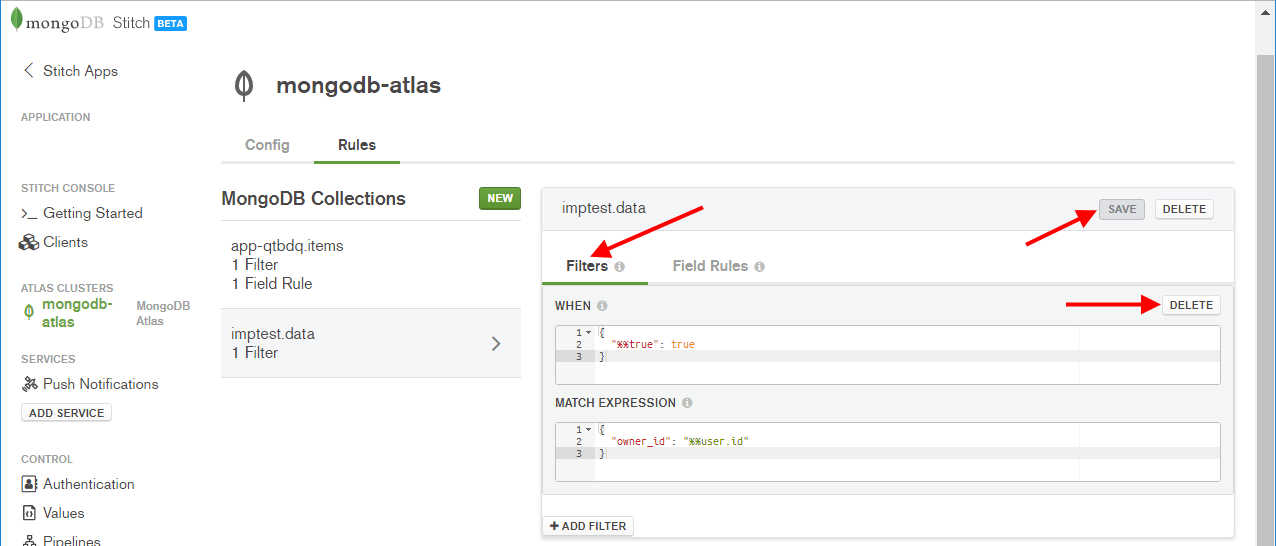 mongoDB Stitch BETA
Stitch Apps
mongodb-atlas
APPLICATION
Config Rules
STITCH CONSOLE
Getting Started
Clients
ATLAS CLUSTERS
mongodb-atlas
MongoDB Atlas
SERVICES
Push Notifications
ADD SERVICE
CONTROL
Authentication
Values
Pipelines
MongoDB Collections NEW
app-qtbdq.items
1 Filter
1 Field Rule
imptest.data
1 Filter
imptest.data SAVE DELETE
Filters Field Rules
WHEN DELETE
1 {
2 "%%true": true
3 }
MATCH EXPRESSION
1 {
2 "owner_id": "%%user.id"
3 }
+ ADD FILTER